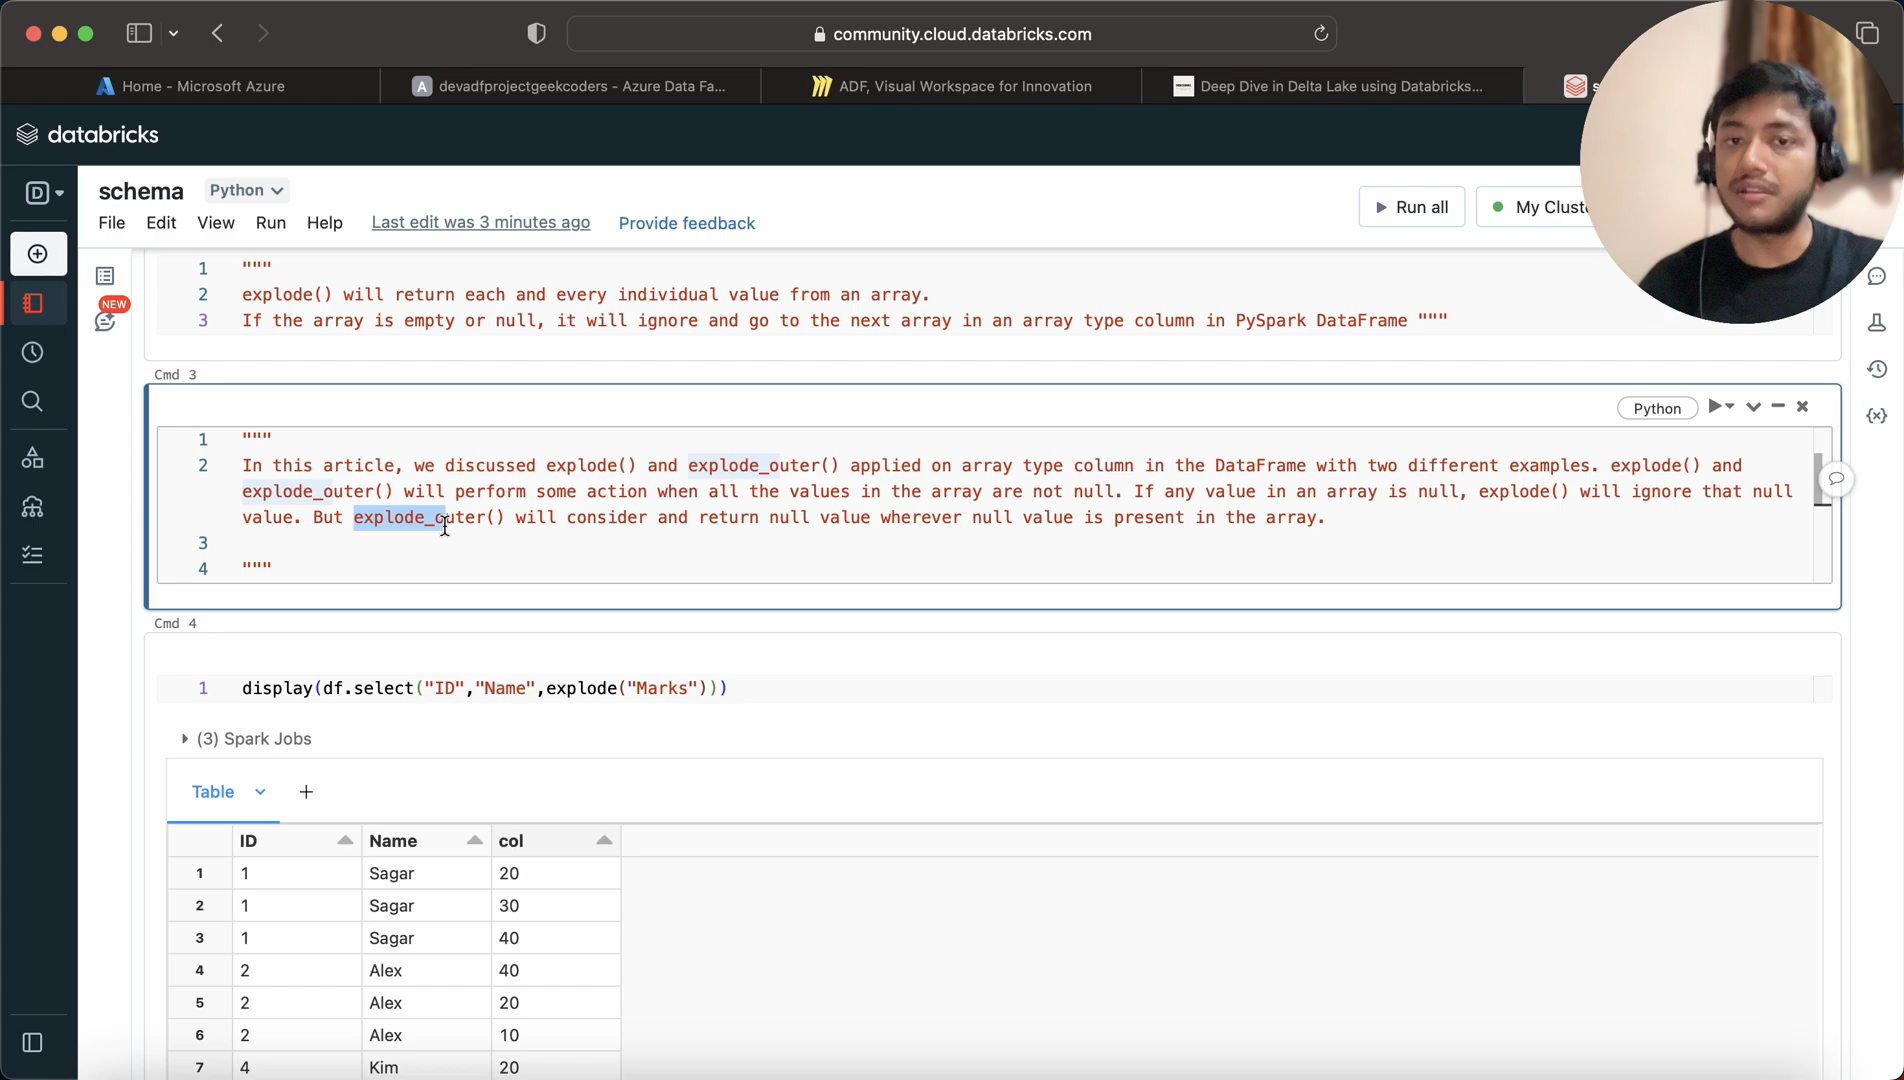 community.cloud.databricks.com
Home - Microsoft Azure
A devadfprojectgeekcoders - Azure Data Fa...
ADF, Visual Workspace for Innovation
Deep Dive in Delta Lake using Databricks...
databricks
D
schema Python
File Edit View Run Help Last edit was 3 minutes ago Provide feedback
Run all
My Cluste
NEW
1 """
2 explode() will return each and every individual value from an array.
3 If the array is empty or null, it will ignore and go to the next array in an array type column in PySpark DataFrame """
Cmd 3
Python
1 """
2 In this article, we discussed explode() and explode_outer() applied on array type column in the DataFrame with two different examples. explode() and
explode_outer() will perform some action when all the values in the array are not null. If any value in an array is null, explode() will ignore that null
value. But explode_outer() will consider and return null value wherever null value is present in the array.
3
4 """
Cmd 4
1 display(df.select("ID","Name",explode("Marks")))
(3) Spark Jobs
Table +
ID Name col
1 1 Sagar 20
2 1 Sagar 30
3 1 Sagar 40
4 2 Alex 40
5 2 Alex 20
6 2 Alex 10
7 4 Kim 20